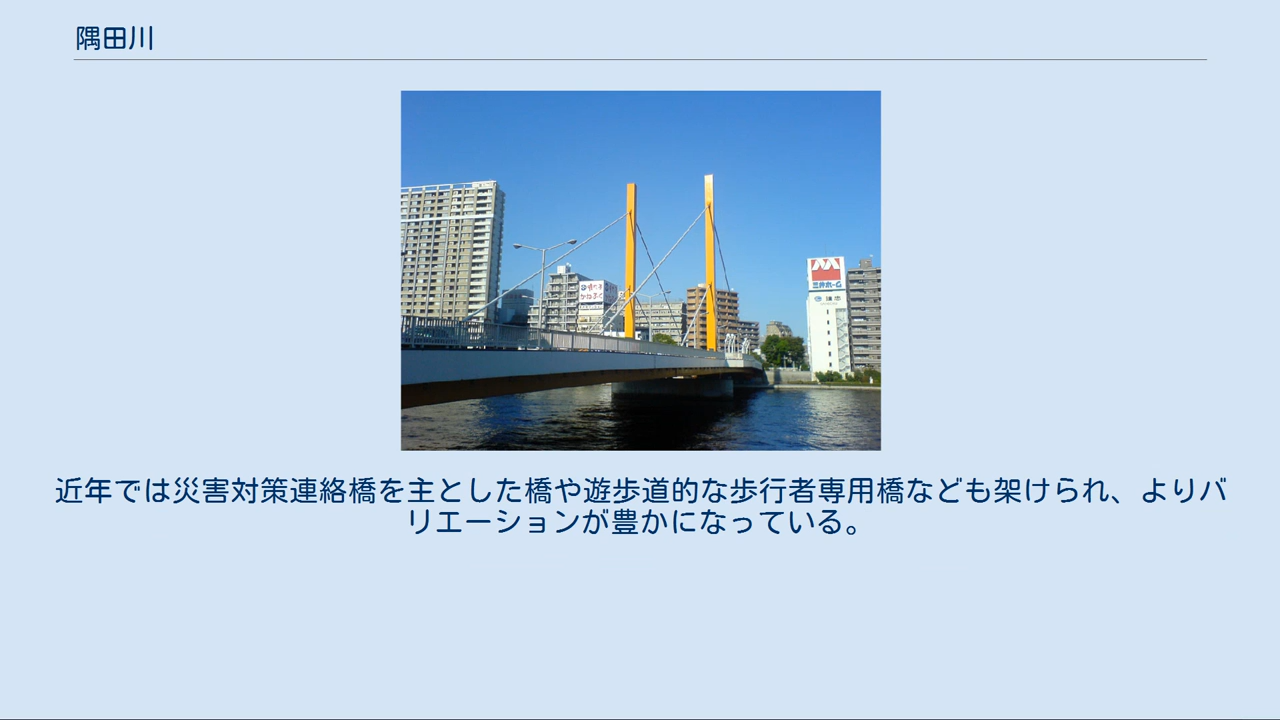 隅田川
三井ホーム
近年では災害対策連絡橋を主とした橋や遊歩道的な歩行者専用橋なども架けられ、よりバ
リエーションが豊かになっている。